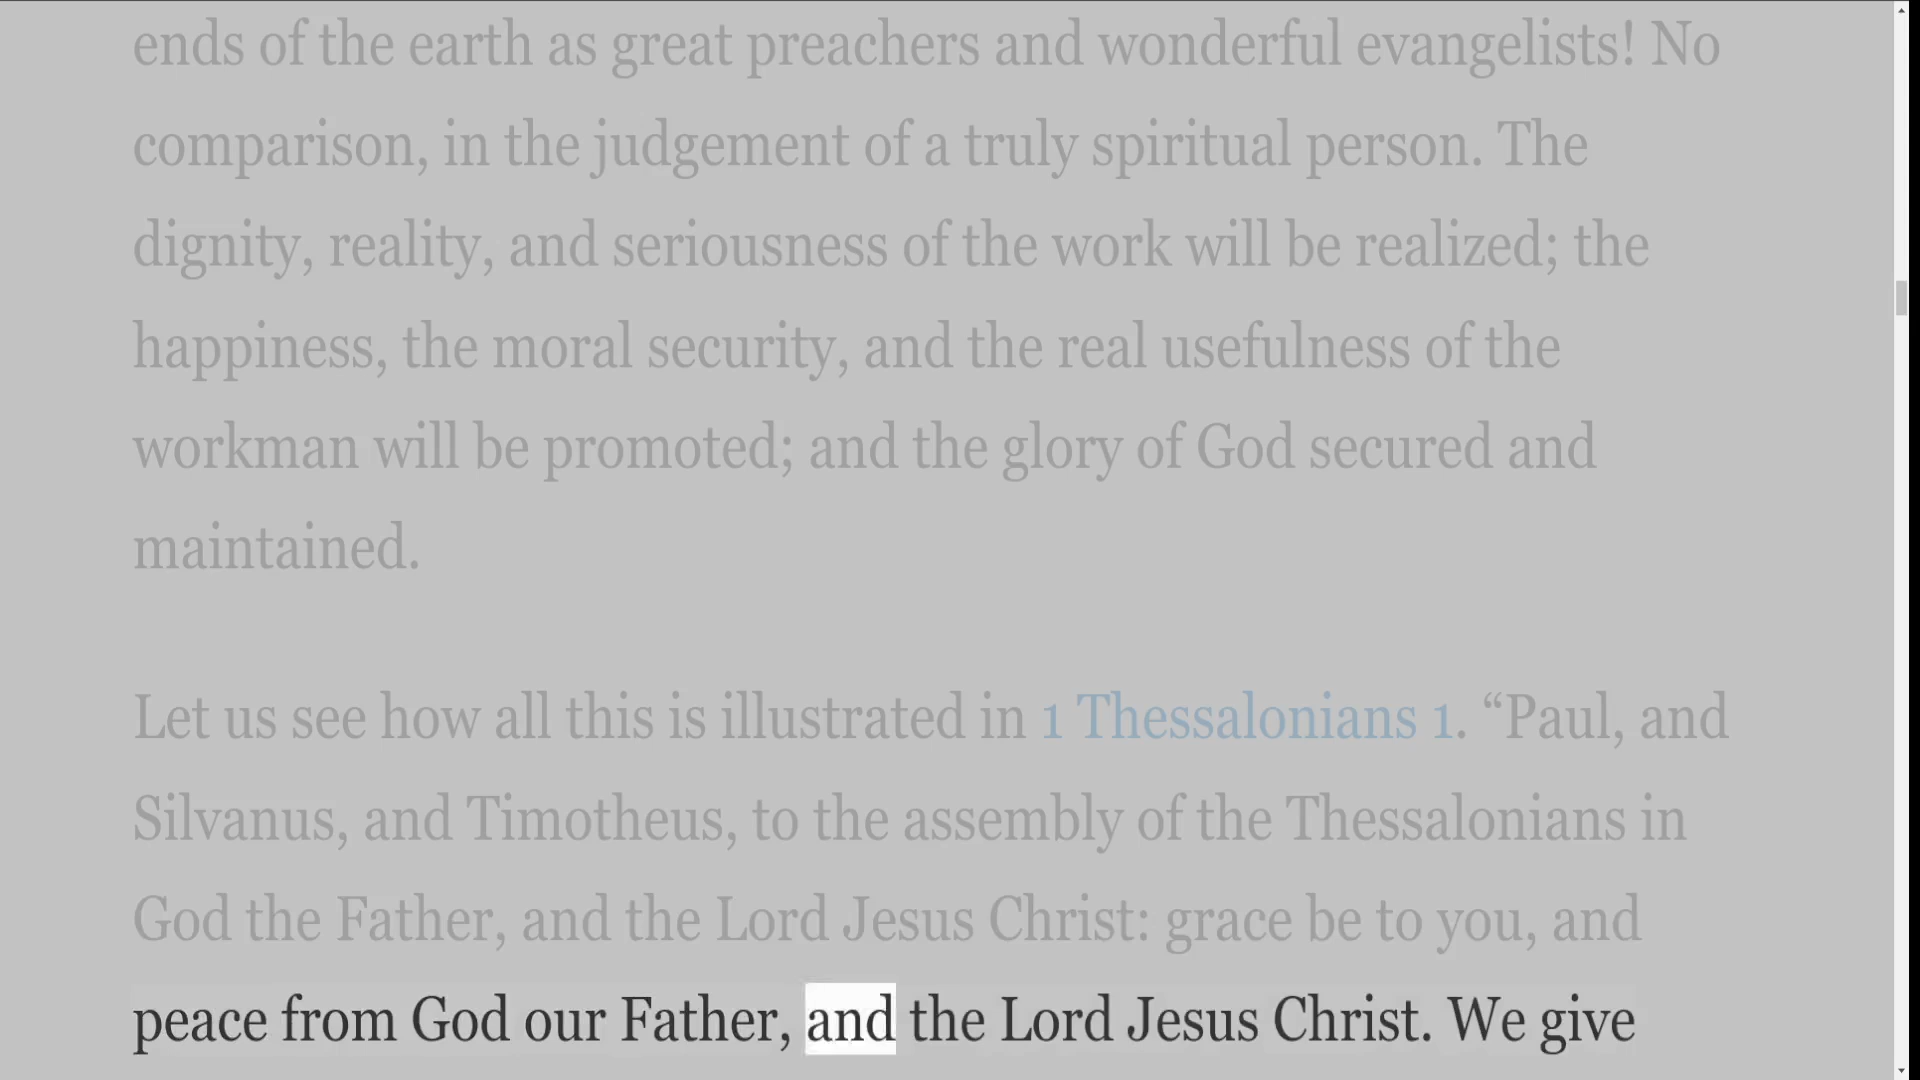 ends of the earth as great preachers and wonderful evangelists! No
comparison, in the judgement of a truly spiritual person. The
dignity, reality, and seriousness of the work will be realized; the
happiness, the moral security, and the real usefulness of the
workman will be promoted; and the glory of God secured and
maintained.
Let us see how all this is illustrated in 1 Thessalonians 1. “Paul, and
Silvanus, and Timotheus, to the assembly of the Thessalonians in
God the Father, and the Lord Jesus Christ: grace be to you, and
peace from God our Father, and the Lord Jesus Christ. We give